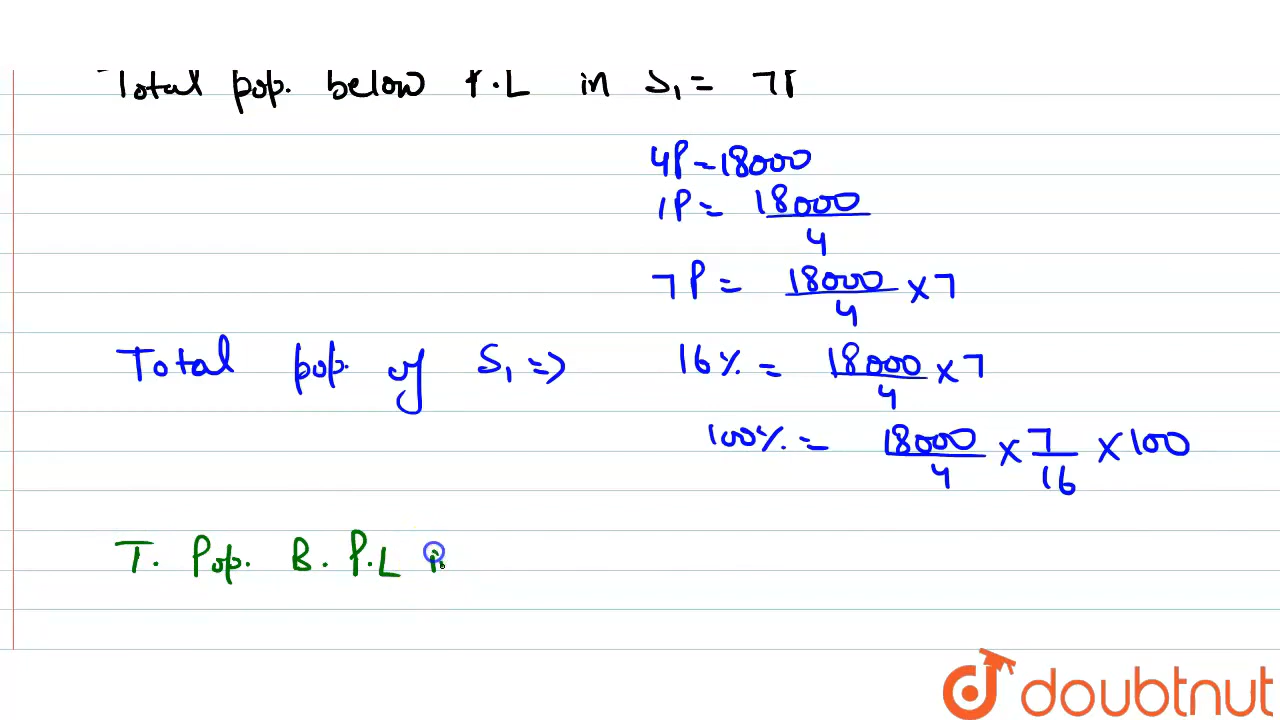 Total pop. below P.L in S₁ = 7P
4P = 18000
1P = 18000/4
7P = 18000/4 × 7
Total pop. of S₁ ⇒ 16% = 18000/4 × 7
100% = 18000/4 × 7/16 × 100
T. Pop. B. P.L i
doubtnut